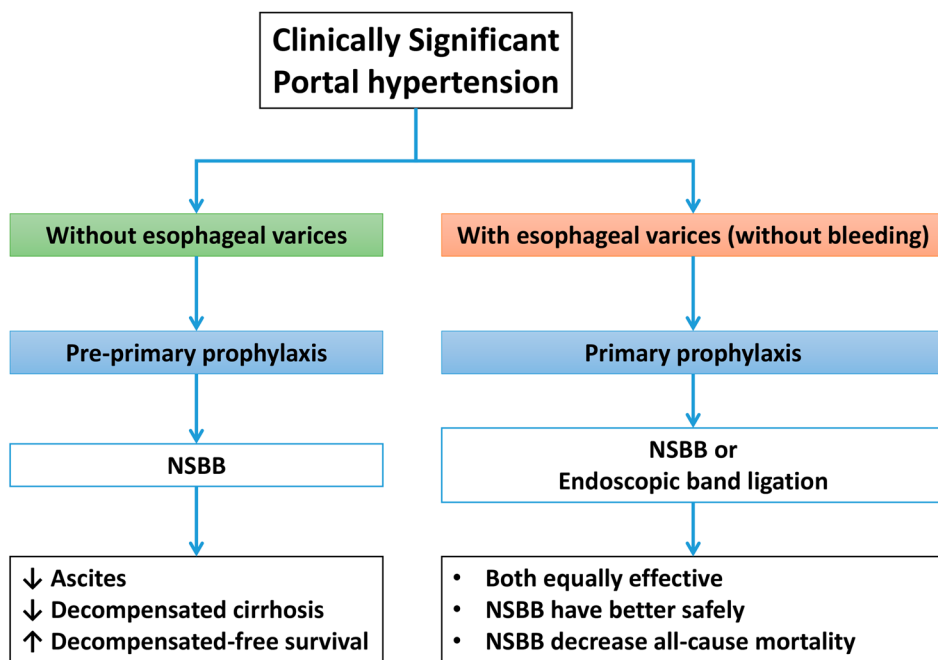 Clinically Significant
Portal hypertension
Without esophageal varices
With esophageal varices (without bleeding)
Pre-primary prophylaxis
Primary prophylaxis
NSBB
NSBB or
Endoscopic band ligation
↓ Ascites
↓ Decompensated cirrhosis
↑ Decompensated-free survival
• Both equally effective
• NSBB have better safely
• NSBB decrease all-cause mortality